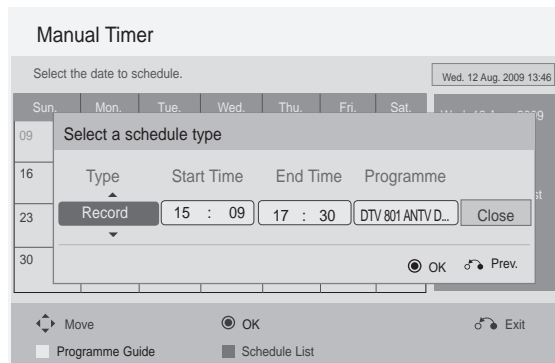 Manual Timer
Select the date to schedule.
Wed. 12 Aug. 2009 13:46
Sun. Mon. Tue. Wed. Thu. Fri. Sat.
09
Select a schedule type
16
Type Start Time End Time Programme
23
Record 15 : 09 17 : 30 DTV 801 ANTV D... Close
30
OK Prev.
Move OK Exit
Programme Guide Schedule List